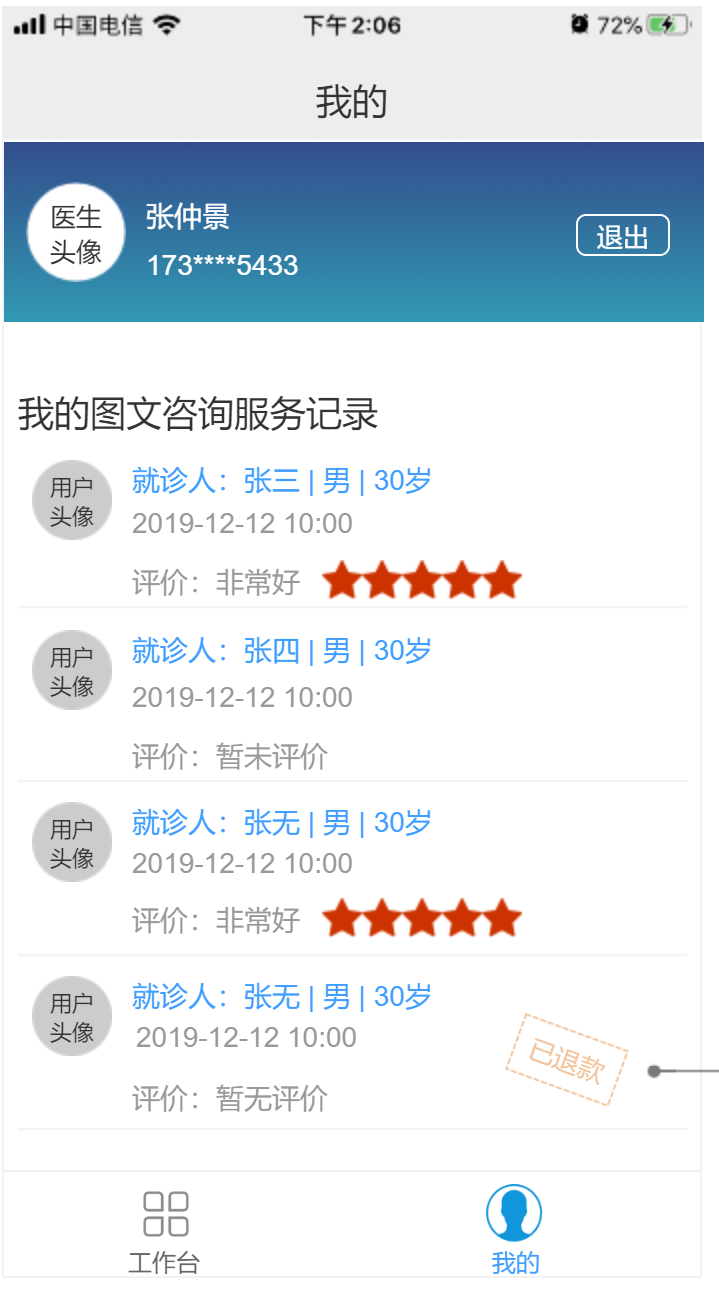 中国电信 下午2:06 72%
我的
医生
头像
张仲景
173****5433
退出
我的图文咨询服务记录
用户
头像
就诊人：张三 | 男 | 30岁
2019-12-12 10:00
评价：非常好
用户
头像
就诊人：张四 | 男 | 30岁
2019-12-12 10:00
评价：暂未评价
用户
头像
就诊人：张无 | 男 | 30岁
2019-12-12 10:00
评价：非常好
用户
头像
就诊人：张无 | 男 | 30岁
2019-12-12 10:00
已退款
评价：暂无评价
工作台
我的